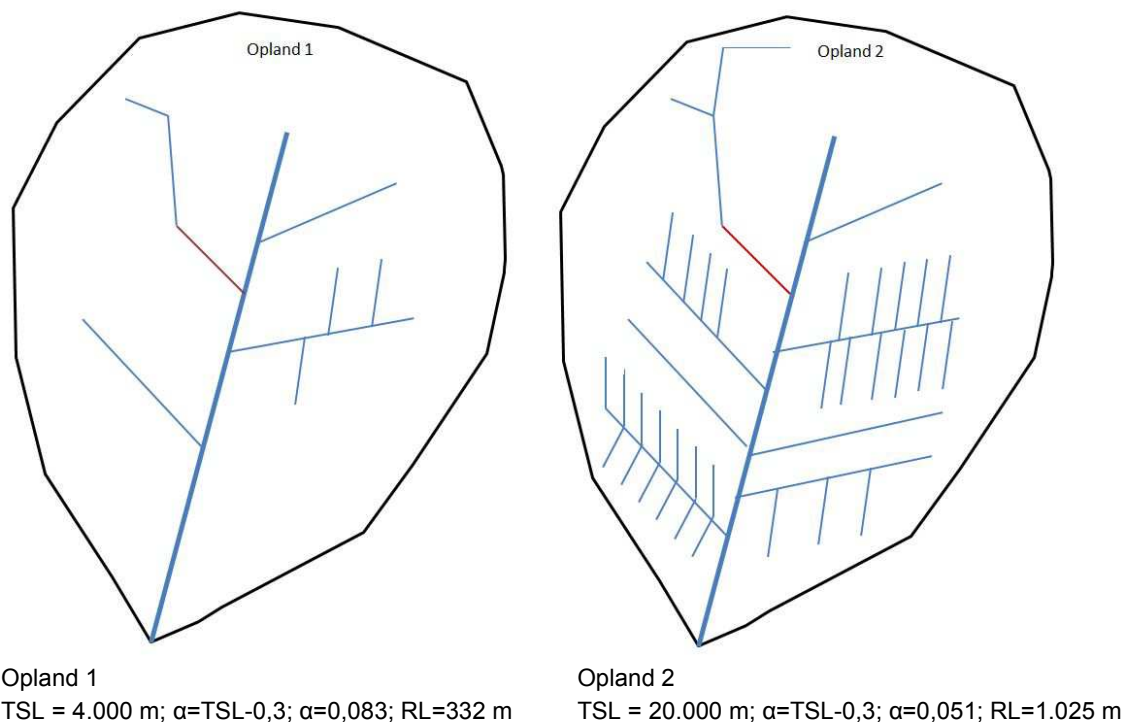 Opland 1
Opland 2
Opland 1
TSL = 4.000 m; α=TSL-0,3; α=0,083; RL=332 m
Opland 2
TSL = 20.000 m; α=TSL-0,3; α=0,051; RL=1.025 m